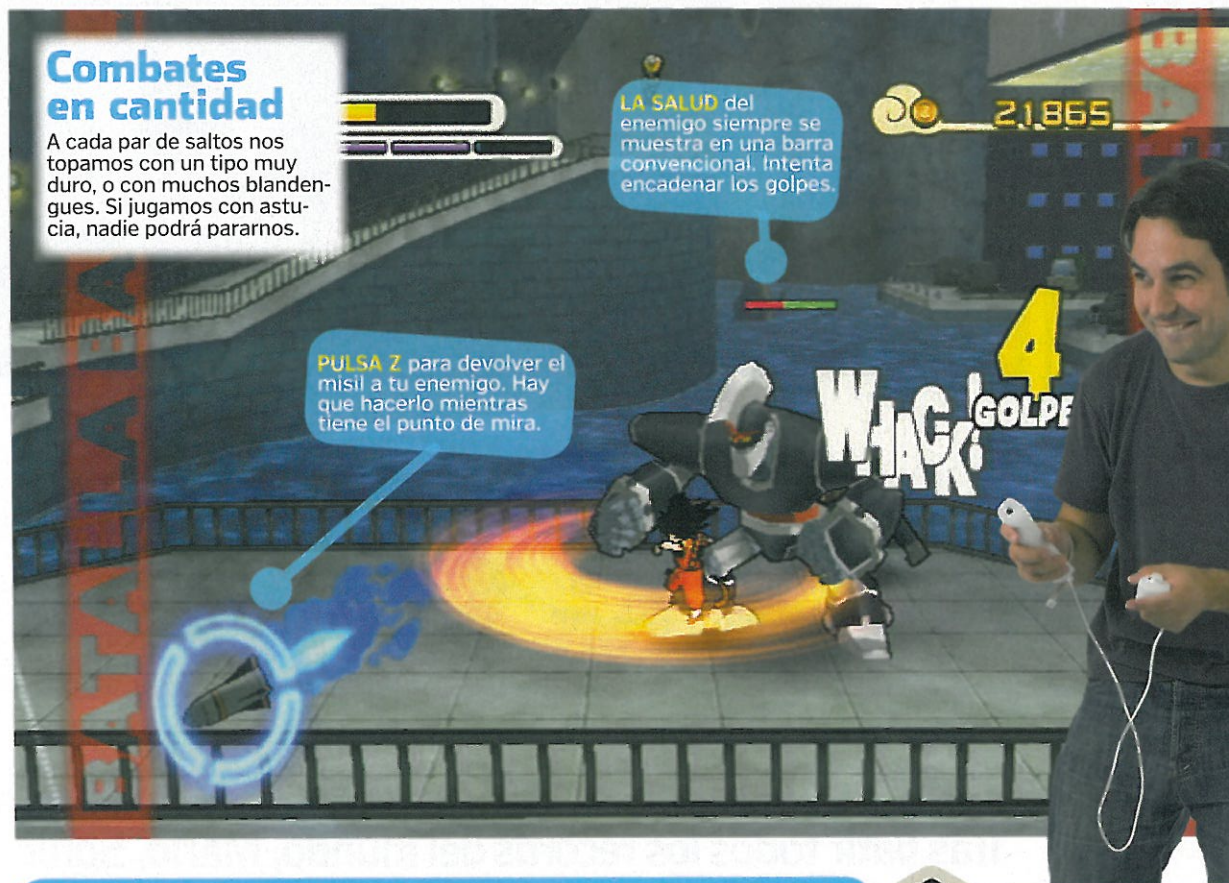 Combates
en cantidad
A cada par de saltos nos
topamos con un tipo muy
duro, o con muchos blanden-
gues. Si jugamos con astu-
cia, nadie podrá pararnos.
LA SALUD del
enemigo siempre se
muestra en una barra
convencional. Intenta
encadenar los golpes.
21.865
PULSA Z para devolver el
misil a tu enemigo. Hay
que hacerlo mientras
tiene el punto de mira.
4
GOLPE
WHACK!
BATALLA BA
BA